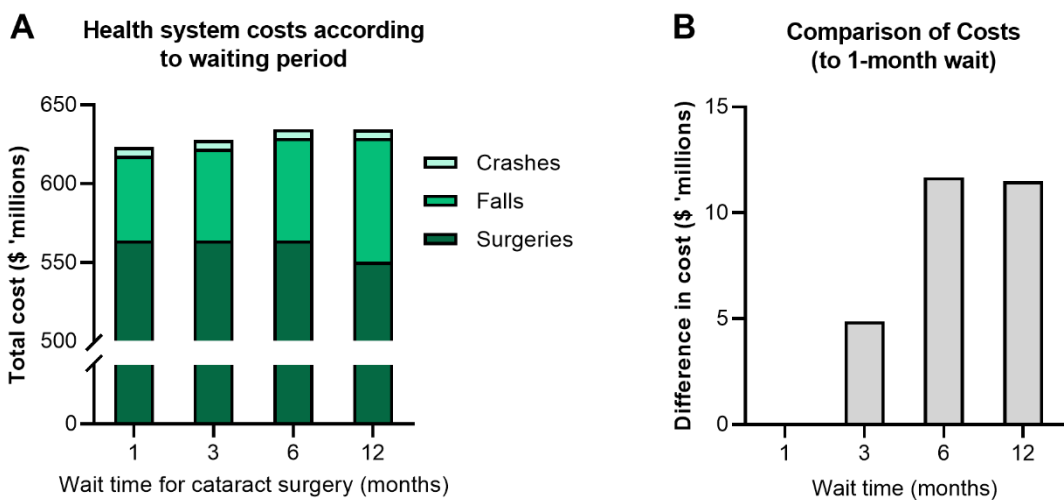 A
Health system costs according
to waiting period
Total cost ($ 'millions)
650
600
550
500
0
1
3
6
12
Wait time for cataract surgery (months)
Crashes
Falls
Surgeries
B
Comparison of Costs
(to 1-month wait)
Difference in cost ($ 'millions)
15
10
5
0
1
3
6
12
Wait time (months)